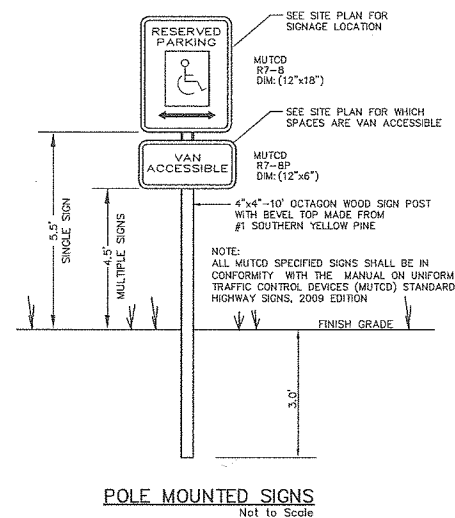 RESERVED
PARKING
SEE SITE PLAN FOR
SIGNAGE LOCATION
MUTCD
R7-8
DIM: (12"x18")
SEE SITE PLAN FOR WHICH
SPACES ARE VAN ACCESSIBLE
VAN
ACCESSIBLE
MUTCD
R7-8P
DIM: (12"x6")
5.5'
SINGLE SIGN
4.5'
MULTIPLE SIGNS
4"x4"-10' OCTAGON WOOD SIGN POST
WITH BEVEL TOP MADE FROM
#1 SOUTHERN YELLOW PINE
NOTE:
ALL MUTCD SPECIFIED SIGNS SHALL BE IN
CONFORMITY WITH THE MANUAL ON UNIFORM
TRAFFIC CONTROL DEVICES (MUTCD) STANDARD
HIGHWAY SIGNS, 2009 EDITION
FINISH GRADE
3.0'
POLE MOUNTED SIGNS
Not to Scale